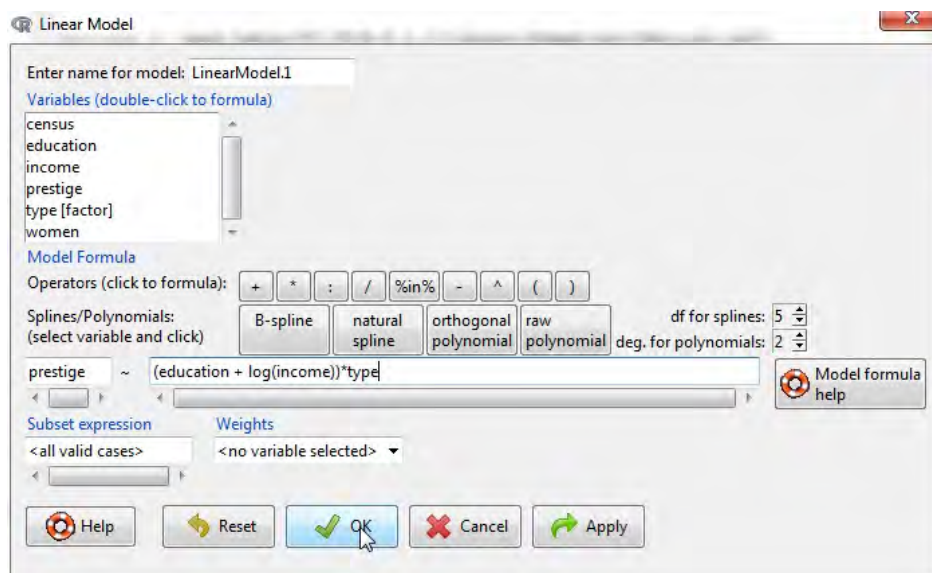 Linear Model
Enter name for model: LinearModel.1
Variables (double-click to formula)
census
education
income
prestige
type [factor]
women
Model Formula
Operators (click to formula): + * : / %in% - ^ ( )
Splines/Polynomials:
(select variable and click)
B-spline
natural
spline
orthogonal
polynomial
raw
polynomial
df for splines: 5
deg. for polynomials: 2
prestige ~ (education + log(income))*type
Model formula
help
Subset expression Weights
<all valid cases> <no variable selected>
Help Reset OK Cancel Apply